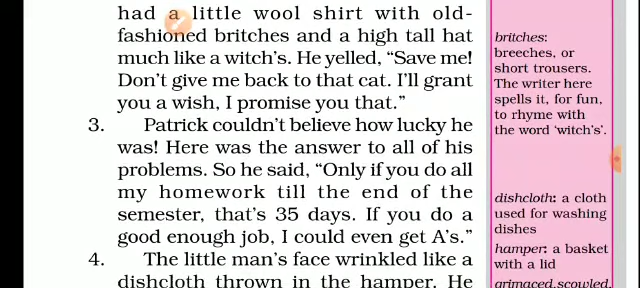 had a little wool shirt with old-
fashioned britches and a high tall hat
much like a witch's. He yelled, “Save me!
Don't give me back to that cat. I'll grant
you a wish, I promise you that.”
3. Patrick couldn't believe how lucky he
was! Here was the answer to all of his
problems. So he said, “Only if you do all
my homework till the end of the
semester, that's 35 days. If you do a
good enough job, I could even get A's.”
4. The little man's face wrinkled like a
dishcloth thrown in the hamper. He
britches:
breeches, or
short trousers.
The writer here
spells it, for fun,
to rhyme with
the word ‘witch's’.
dishcloth: a cloth
used for washing
dishes
hamper: a basket
with a lid
grimaced, scowled,